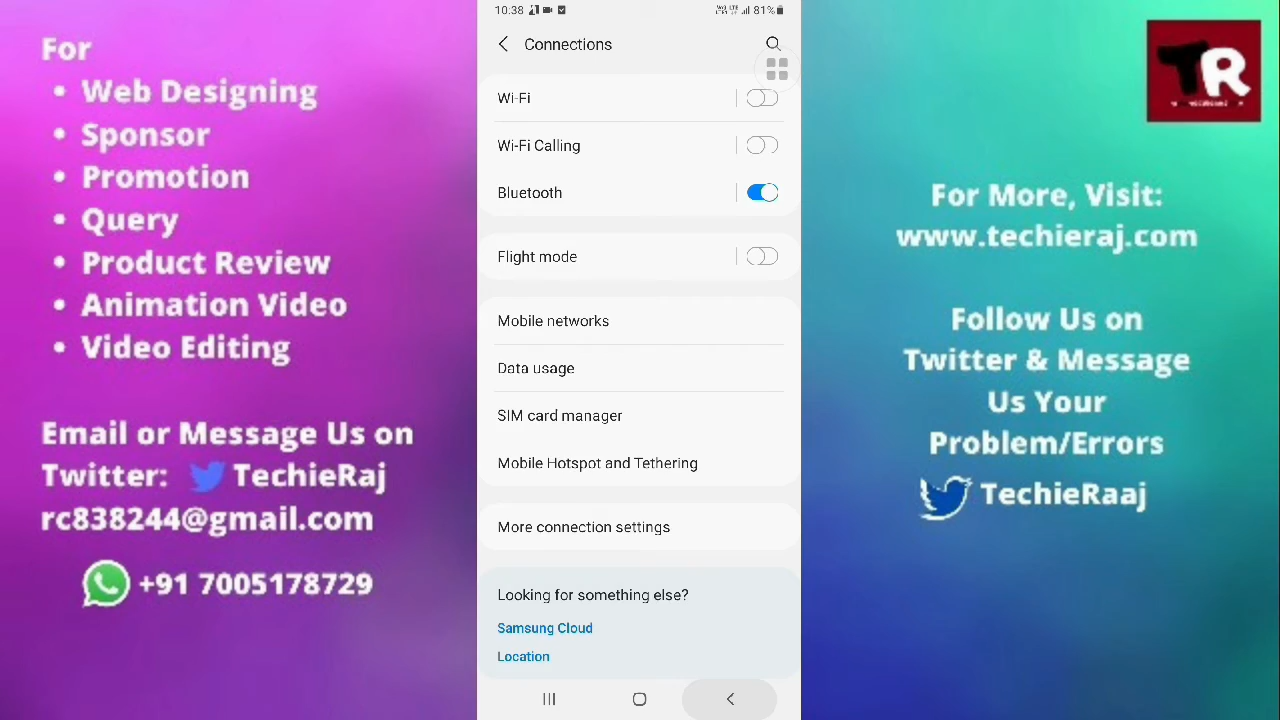 For
• Web Designing
• Sponsor
• Promotion
• Query
• Product Review
• Animation Video
• Video Editing
Email or Message Us on
Twitter: TechieRaj
rc838244@gmail.com
+91 7005178729
10:38
81%
Connections
Wi-Fi
Wi-Fi Calling
Bluetooth
Flight mode
Mobile networks
Data usage
SIM card manager
Mobile Hotspot and Tethering
More connection settings
Looking for something else?
Samsung Cloud
Location
TR
For More, Visit:
www.techieraj.com
Follow Us on
Twitter & Message
Us Your
Problem/Errors
TechieRaaj